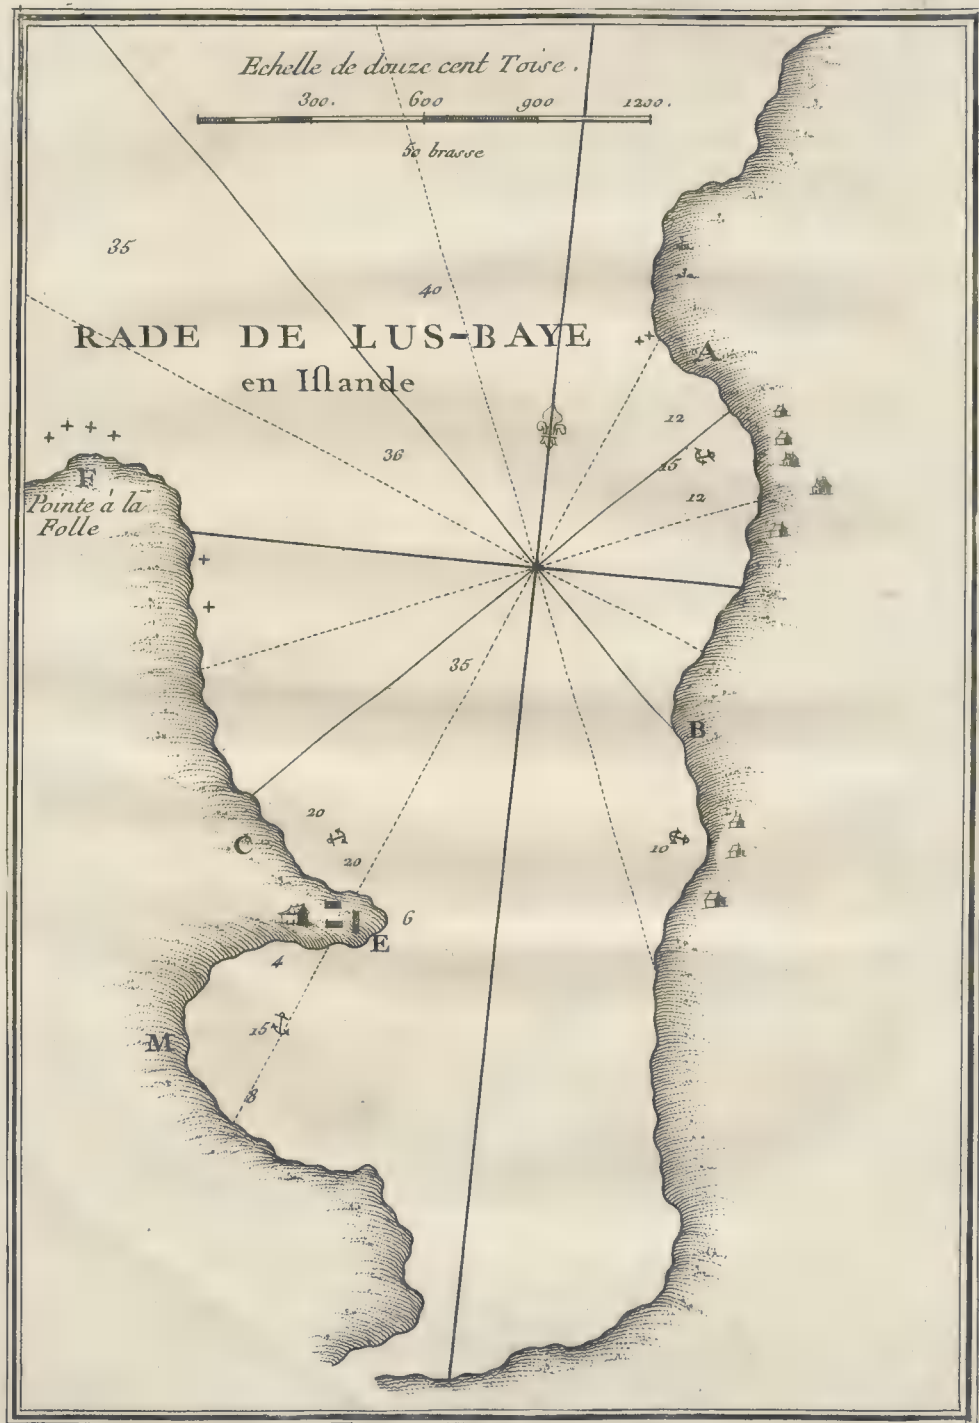 Echelle de douze cent Toise.
300. 600 900 1200.
50 brasse
35
40
RADE DE LUS-BAYE
en Iſlande
A
12
36
15
12
F
Pointe à la
Folle
35
B
20
C
20
10
6
E
4
15
M
8